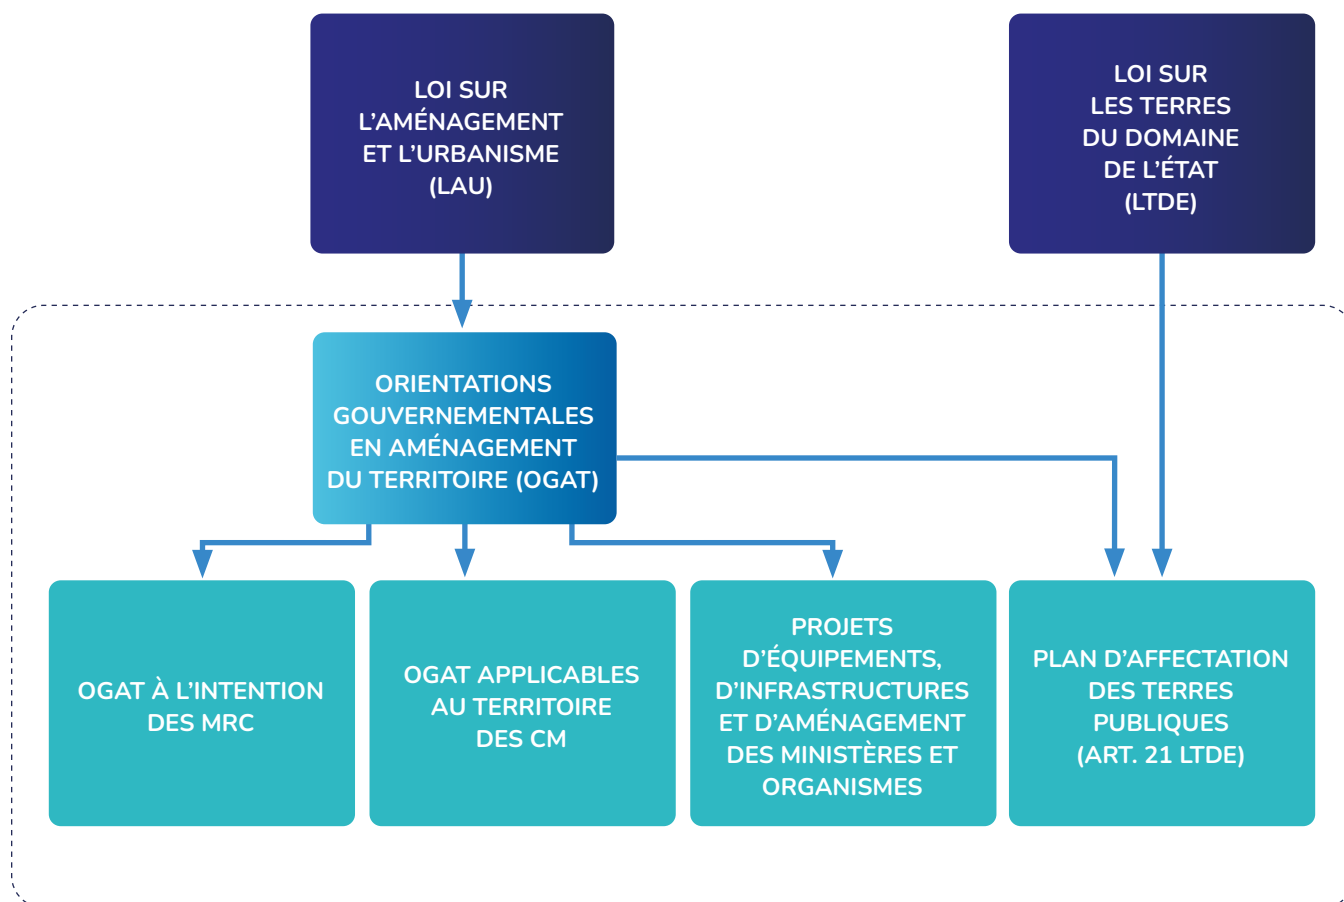 LOI SUR
L’AMÉNAGEMENT
ET L’URBANISME
(LAU)
LOI SUR
LES TERRES
DU DOMAINE
DE L’ÉTAT
(LTDE)
ORIENTATIONS
GOUVERNEMENTALES
EN AMÉNAGEMENT
DU TERRITOIRE (OGAT)
OGAT À L’INTENTION
DES MRC
OGAT APPLICABLES
AU TERRITOIRE
DES CM
PROJETS
D’ÉQUIPEMENTS,
D’INFRASTRUCTURES
ET D’AMÉNAGEMENT
DES MINISTÈRES ET
ORGANISMES
PLAN D’AFFECTATION
DES TERRES
PUBLIQUES
(ART. 21 LTDE)